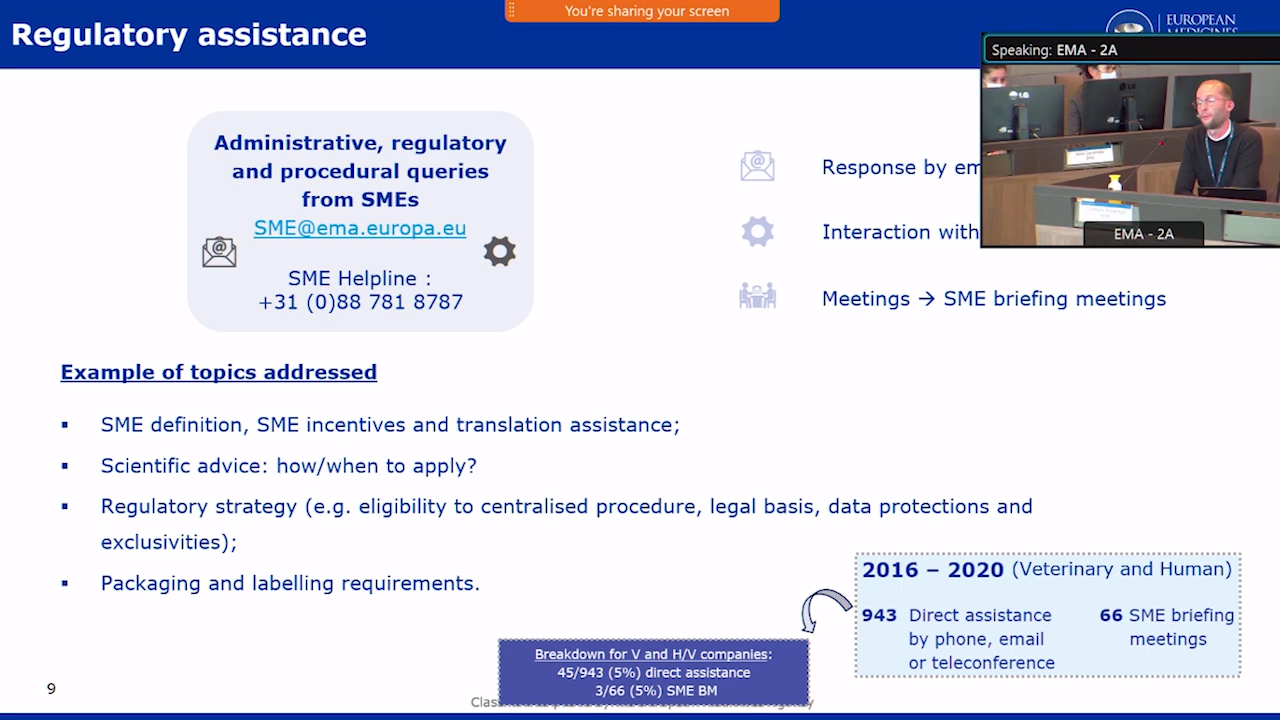 You're sharing your screen
Regulatory assistance
EUROPEAN
Speaking: EMA - 2A
LG
LG
EMA - 2A
Administrative, regulatory
and procedural queries
from SMEs
SME@ema.europa.eu
SME Helpline :
+31 (0)88 781 8787
Response by em
Interaction with
Meetings → SME briefing meetings
Example of topics addressed
▪ SME definition, SME incentives and translation assistance;
▪ Scientific advice: how/when to apply?
▪ Regulatory strategy (e.g. eligibility to centralised procedure, legal basis, data protections and
exclusivities);
▪ Packaging and labelling requirements.
2016 – 2020 (Veterinary and Human)
943 Direct assistance
by phone, email
or teleconference
66 SME briefing
meetings
Breakdown for V and H/V companies:
45/943 (5%) direct assistance
3/66 (5%) SME BM
9